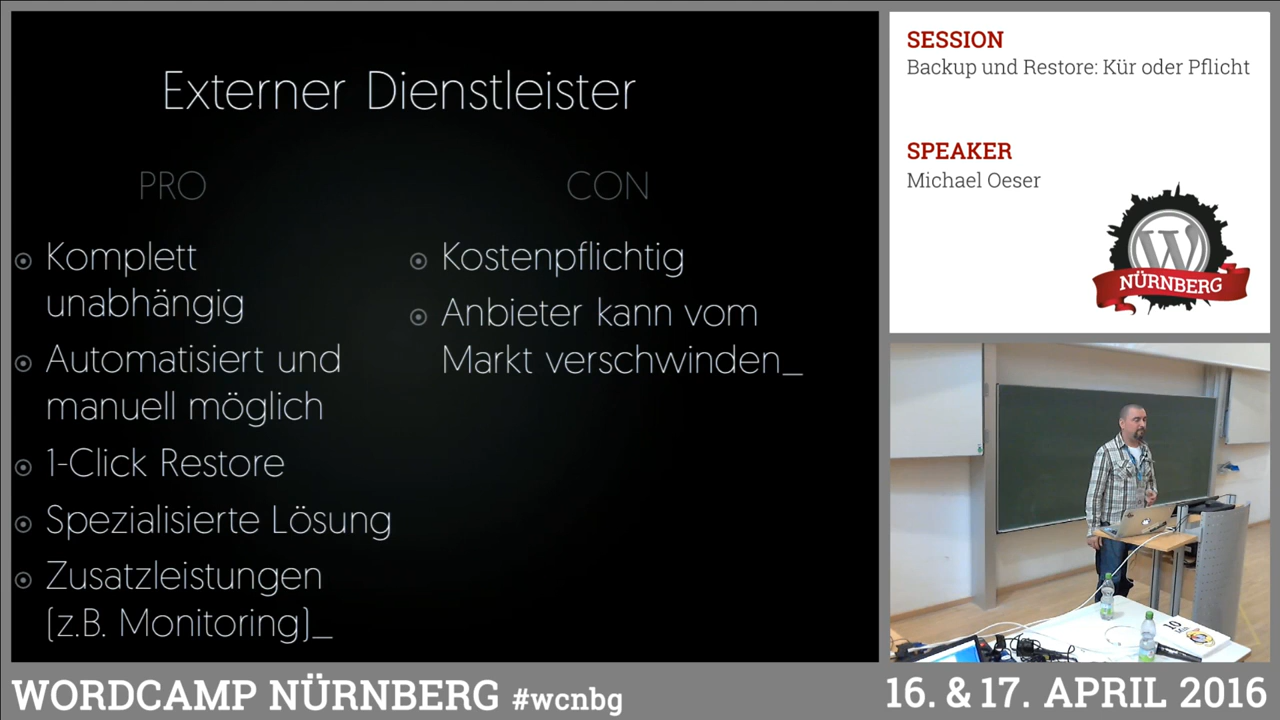 Externer Dienstleister
PRO
Komplett
unabhängig
Automatisiert und
manuell möglich
1-Click Restore
Spezialisierte Lösung
Zusatzleistungen
(z.B. Monitoring)_
CON
Kostenpflichtig
Anbieter kann vom
Markt verschwinden_
SESSION
Backup und Restore: Kür oder Pflicht
SPEAKER
Michael Oeser
W
NÜRNBERG
10
Min
WORDCAMP NÜRNBERG #wcnbg
16. & 17. APRIL 2016